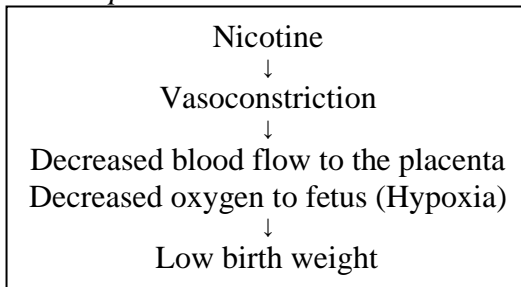 Nicotine
↓
Vasoconstriction
↓
Decreased blood flow to the placenta
Decreased oxygen to fetus (Hypoxia)
↓
Low birth weight